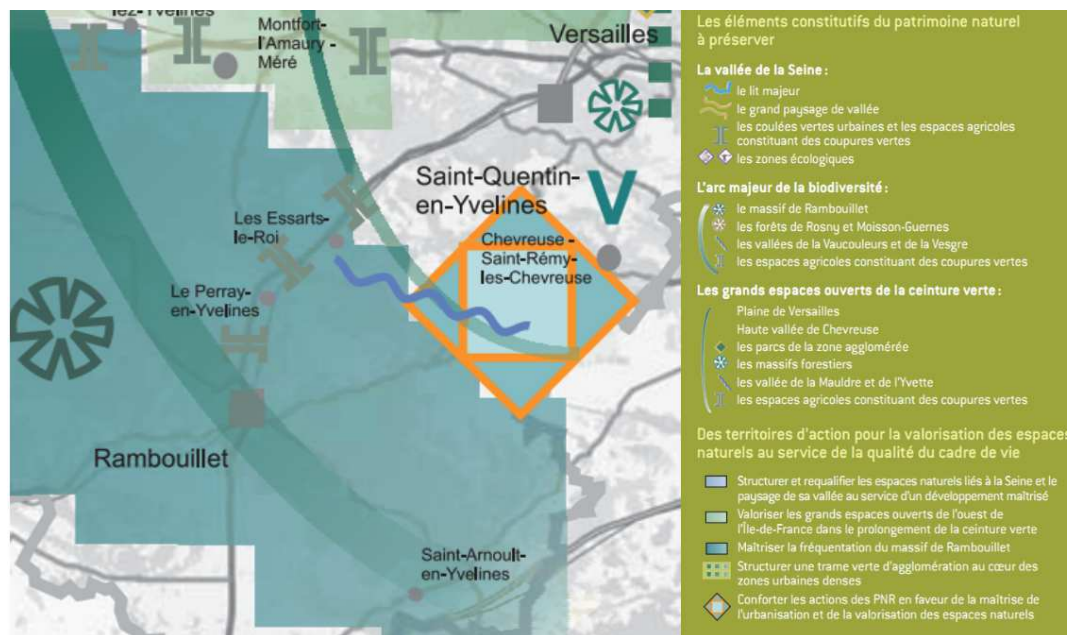 lez-Yvelines
Montfort-
l'Amaury -
Méré
Versailles
Saint-Quentin-
en-Yvelines
V
Les Essarts-
le-Roi
Chevreuse -
Saint-Rémy-
les-Chevreuse
Le Perray-
en-Yvelines
Rambouillet
Saint-Arnoult-
en-Yvelines
Les éléments constitutifs du patrimoine naturel
à préserver
La vallée de la Seine :
le lit majeur
le grand paysage de vallée
les coulées vertes urbaines et les espaces agricoles
constituant des coupures vertes
les zones écologiques
L'arc majeur de la biodiversité :
le massif de Rambouillet
les forêts de Rosny et Moisson-Guernes
les vallées de la Vaucouleurs et de la Vesgre
les espaces agricoles constituant des coupures vertes
Les grands espaces ouverts de la ceinture verte :
Plaine de Versailles
Haute vallée de Chevreuse
les parcs de la zone agglomérée
les massifs forestiers
les vallée de la Mauldre et de l'Yvette
les espaces agricoles constituant des coupures vertes
Des territoires d'action pour la valorisation des espaces
naturels au service de la qualité du cadre de vie
Structurer et requalifier les espaces naturels liés à la Seine et le
paysage de sa vallée au service d'un développement maîtrisé
Valoriser les grands espaces ouverts de l'ouest de
l'Île-de-France dans le prolongement de la ceinture verte
Maîtriser la fréquentation du massif de Rambouillet
Structurer une trame verte d'agglomération au cœur des
zones urbaines denses
Conforter les actions des PNR en faveur de la maîtrise de
l'urbanisation et de la valorisation des espaces naturels